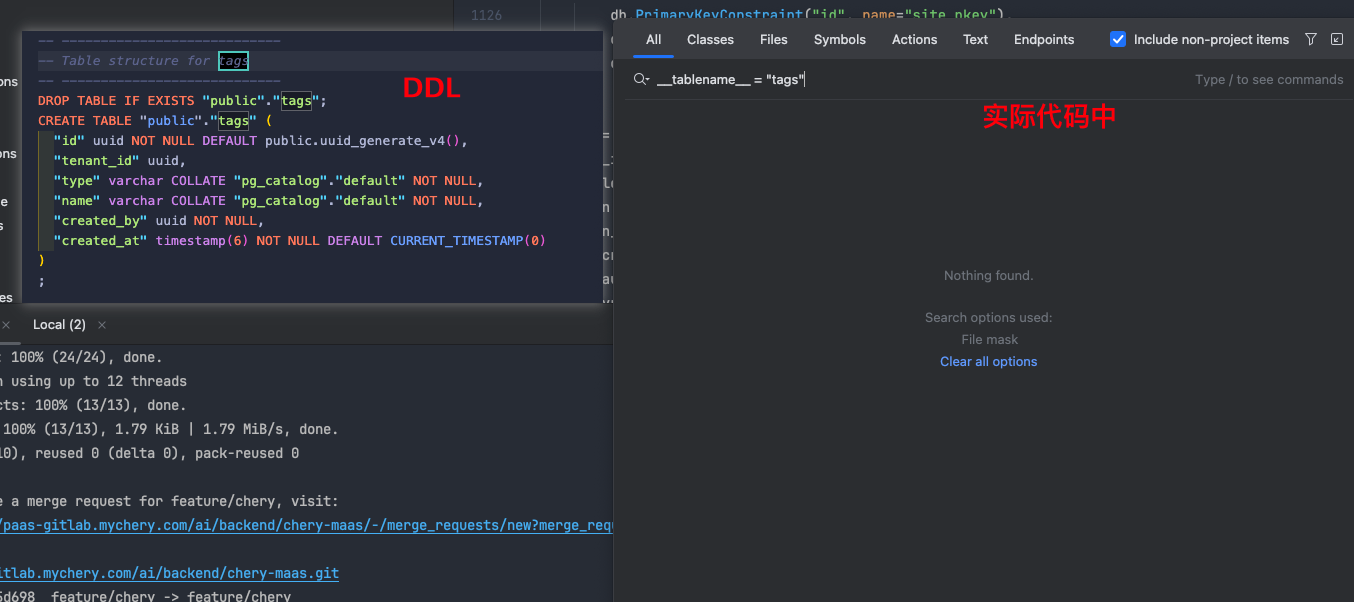 1126
db.PrimaryKeyConstraint("id", name="site_pkey"),
-- ----------------------------
-- Table structure for tags
-- ----------------------------
DROP TABLE IF EXISTS "public"."tags";
CREATE TABLE "public"."tags" (
"id" uuid NOT NULL DEFAULT public.uuid_generate_v4(),
"tenant_id" uuid,
"type" varchar COLLATE "pg_catalog"."default" NOT NULL,
"name" varchar COLLATE "pg_catalog"."default" NOT NULL,
"created_by" uuid NOT NULL,
"created_at" timestamp(6) NOT NULL DEFAULT CURRENT_TIMESTAMP(0)
)
;
DDL
All Classes Files Symbols Actions Text Endpoints Include non-project items
__tablename__ = "tags" Type / to see commands
实际代码中
Nothing found.
Search options used:
File mask
Clear all options
Local (2)
: 100% (24/24), done.
n using up to 12 threads
cts: 100% (13/13), done.
100% (13/13), 1.79 KiB | 1.79 MiB/s, done.
10), reused 0 (delta 0), pack-reused 0
e a merge request for feature/chery, visit:
/paas-gitlab.mychery.com/ai/backend/chery-maas/-/merge_requests/new?merge_requ
itlab.mychery.com/ai/backend/chery-maas.git
5d698 feature/chery -> feature/chery